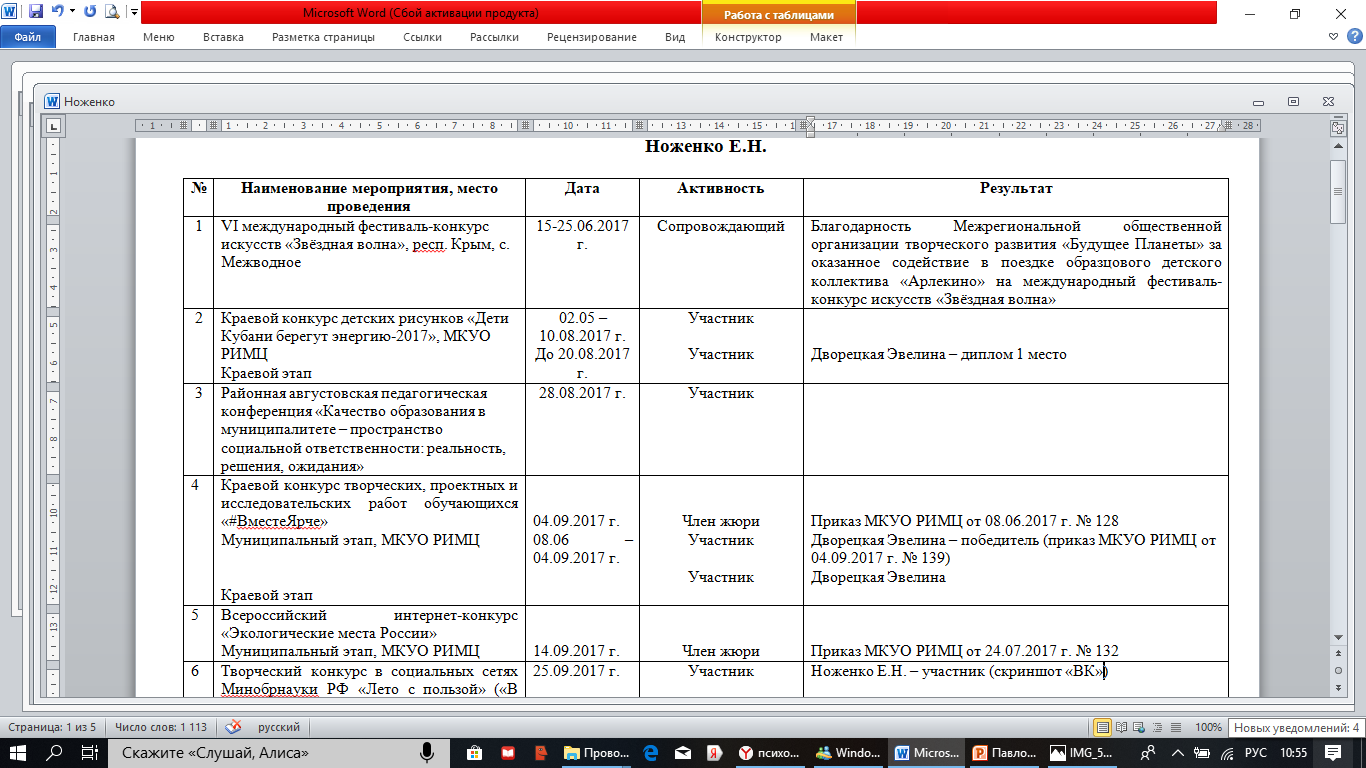 Microsoft Word (Сбой активации продукта)
Работа с таблицами
Файл Главная Меню Вставка Разметка страницы Ссылки Рассылки Рецензирование Вид Конструктор Макет
Ноженко
Ноженко Е.Н.
№ Наименование мероприятия, место Дата Активность Результат
проведения
1 VI международный фестиваль-конкурс 15-25.06.2017 Сопровождающий Благодарность Межрегиональной общественной
искусств «Звёздная волна», респ. Крым, с. г. организации творческого развития «Будущее Планеты» за
Межводное оказанное содействие в поездке образцового детского
коллектива «Арлекино» на международный фестиваль-
конкурс искусств «Звёздная волна»
2 Краевой конкурс детских рисунков «Дети 02.05 – Участник
Кубани берегут энергию-2017», МКУО 10.08.2017 г.
РИМЦ До 20.08.2017 Участник Дворецкая Эвелина – диплом 1 место
Краевой этап г.
3 Районная августовская педагогическая 28.08.2017 г. Участник
конференция «Качество образования в
муниципалитете – пространство
социальной ответственности: реальность,
решения, ожидания»
4 Краевой конкурс творческих, проектных и
исследовательских работ обучающихся
«#ВместеЯрче» 04.09.2017 г. Член жюри Приказ МКУО РИМЦ от 08.06.2017 г. № 128
Муниципальный этап, МКУО РИМЦ 08.06 – Участник Дворецкая Эвелина – победитель (приказ МКУО РИМЦ от
04.09.2017 г. 04.09.2017 г. № 139)
Участник Дворецкая Эвелина
Краевой этап
5 Всероссийский интернет-конкурс
«Экологические места России»
Муниципальный этап, МКУО РИМЦ 14.09.2017 г. Член жюри Приказ МКУО РИМЦ от 24.07.2017 г. № 132
6 Творческий конкурс в социальных сетях 25.09.2017 г. Участник Ноженко Е.Н. – участник (скриншот «ВК»)
Минобрнауки РФ «Лето с пользой» («В
Страница: 1 из 5 Число слов: 1 113 русский 100% Новых уведомлений: 4
Скажите «Слушай, Алиса» Прово... психо... Windo... Micros... Павло... IMG_5... РУС 10:55